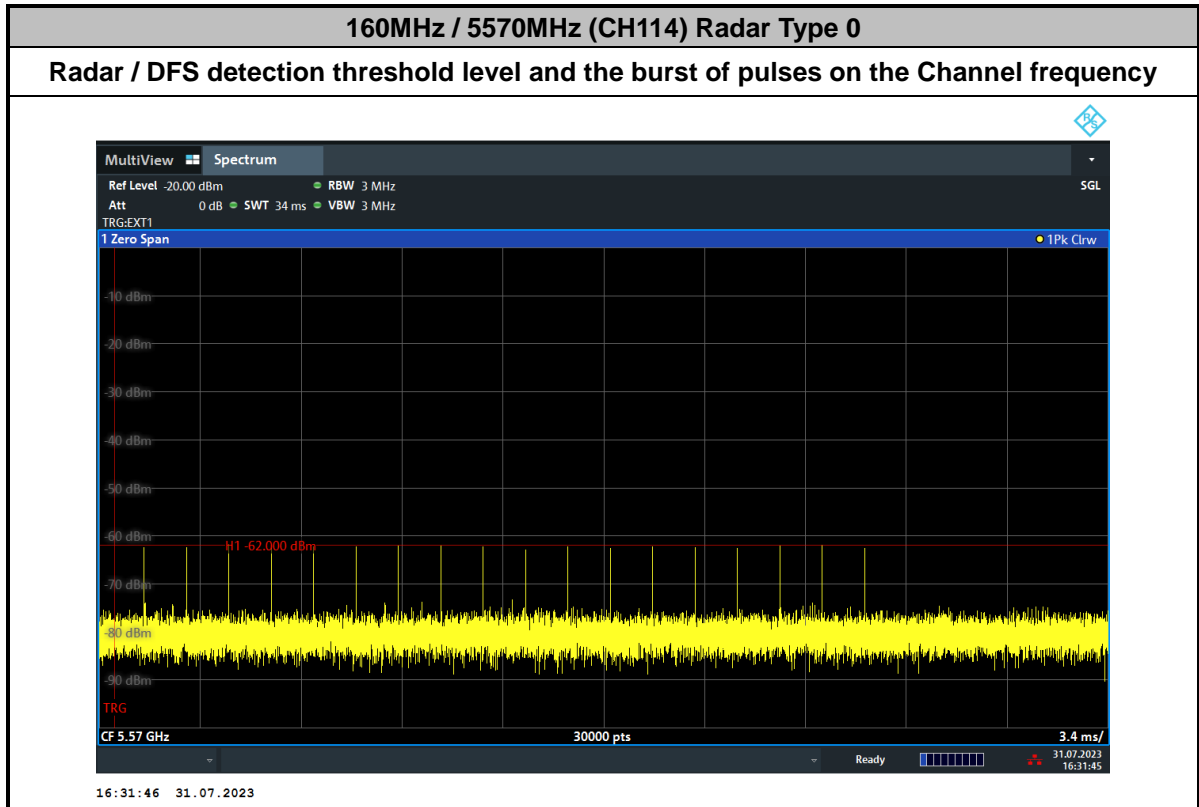 160MHz / 5570MHz (CH114) Radar Type 0
Radar / DFS detection threshold level and the burst of pulses on the Channel frequency
R S
MultiView Spectrum
Ref Level -20.00 dBm RBW 3 MHz SGL
Att 0 dB SWT 34 ms VBW 3 MHz
TRG:EXT1
1 Zero Span 1Pk Clrw
-10 dBm
-20 dBm
-30 dBm
-40 dBm
-50 dBm
-60 dBm
H1 -62.000 dBm
-70 dBm
-80 dBm
-90 dBm
TRG
CF 5.57 GHz 30000 pts 3.4 ms/
Ready 31.07.2023
16:31:45
16:31:46 31.07.2023